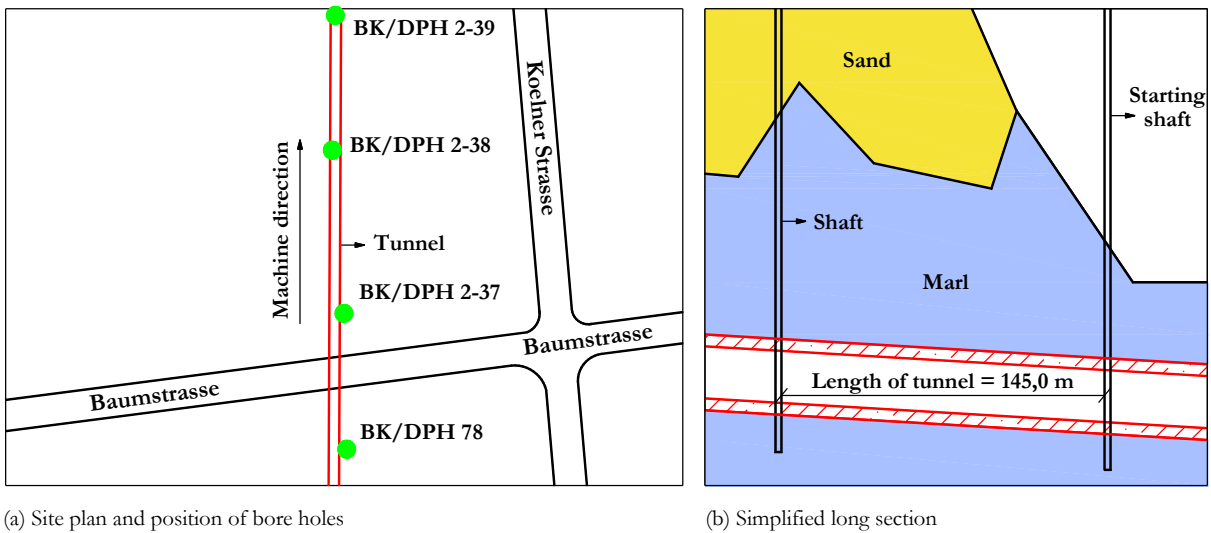 BK/DPH 2-39
Koelner Strasse
BK/DPH 2-38
Machine direction
Tunnel
BK/DPH 2-37
Baumstrasse
Baumstrasse
BK/DPH 78
(a) Site plan and position of bore holes
Sand
Starting
shaft
Shaft
Marl
Length of tunnel = 145,0 m
(b) Simplified long section